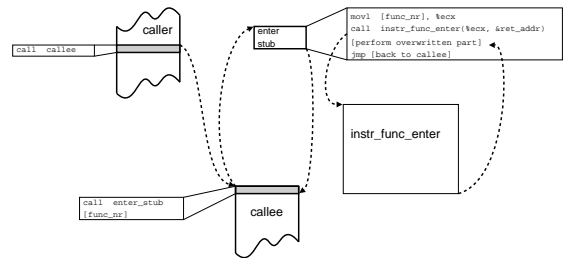 caller
call callee
enter
stub
movl [func_nr], %ecx
call instr_func_enter(%ecx, &ret_addr)
[perform overwritten part]
jmp [back to callee]
instr_func_enter
call enter_stub
[func_nr]
callee